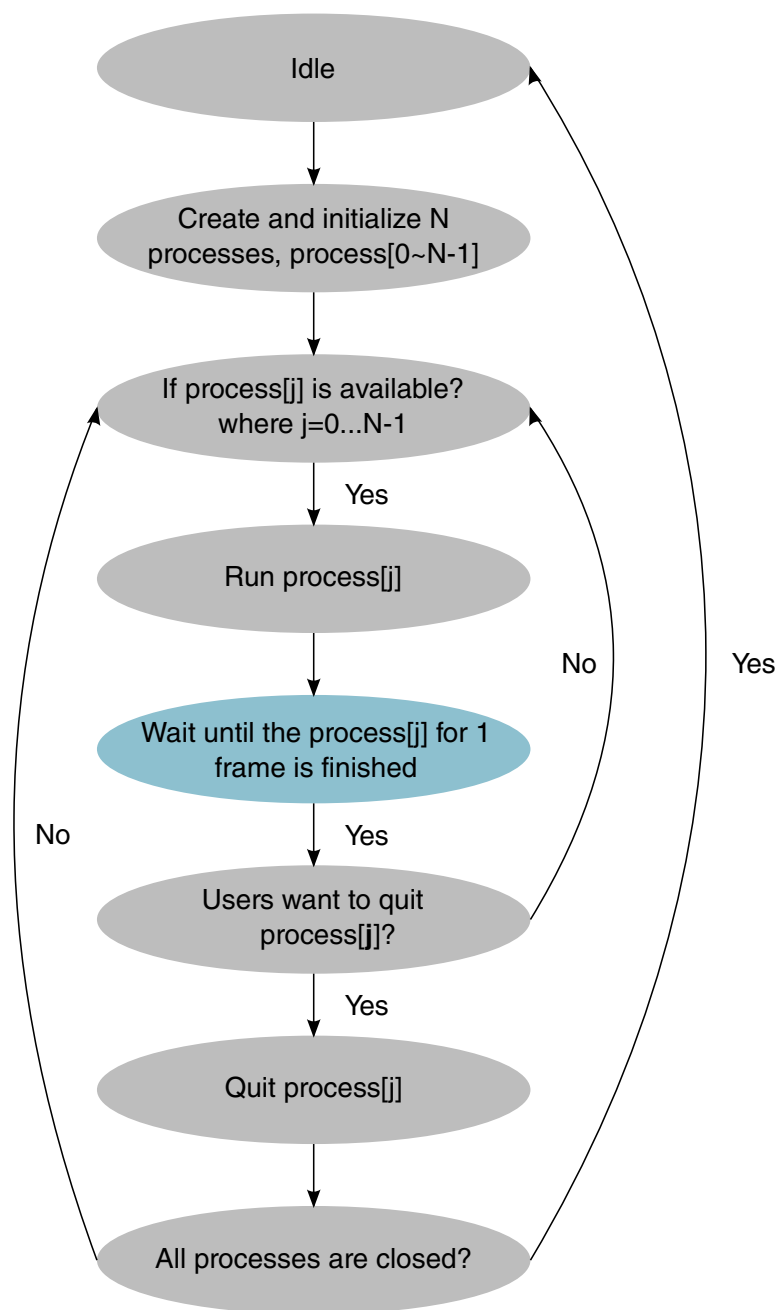 Idle
Create and initialize N
processes, process[0~N-1]
If process[j] is available?
where j=0...N-1
Yes
Run process[j]
No
Yes
Wait until the process[j] for 1
frame is finished
No
Yes
Users want to quit
process[j]?
Yes
Quit process[j]
All processes are closed?